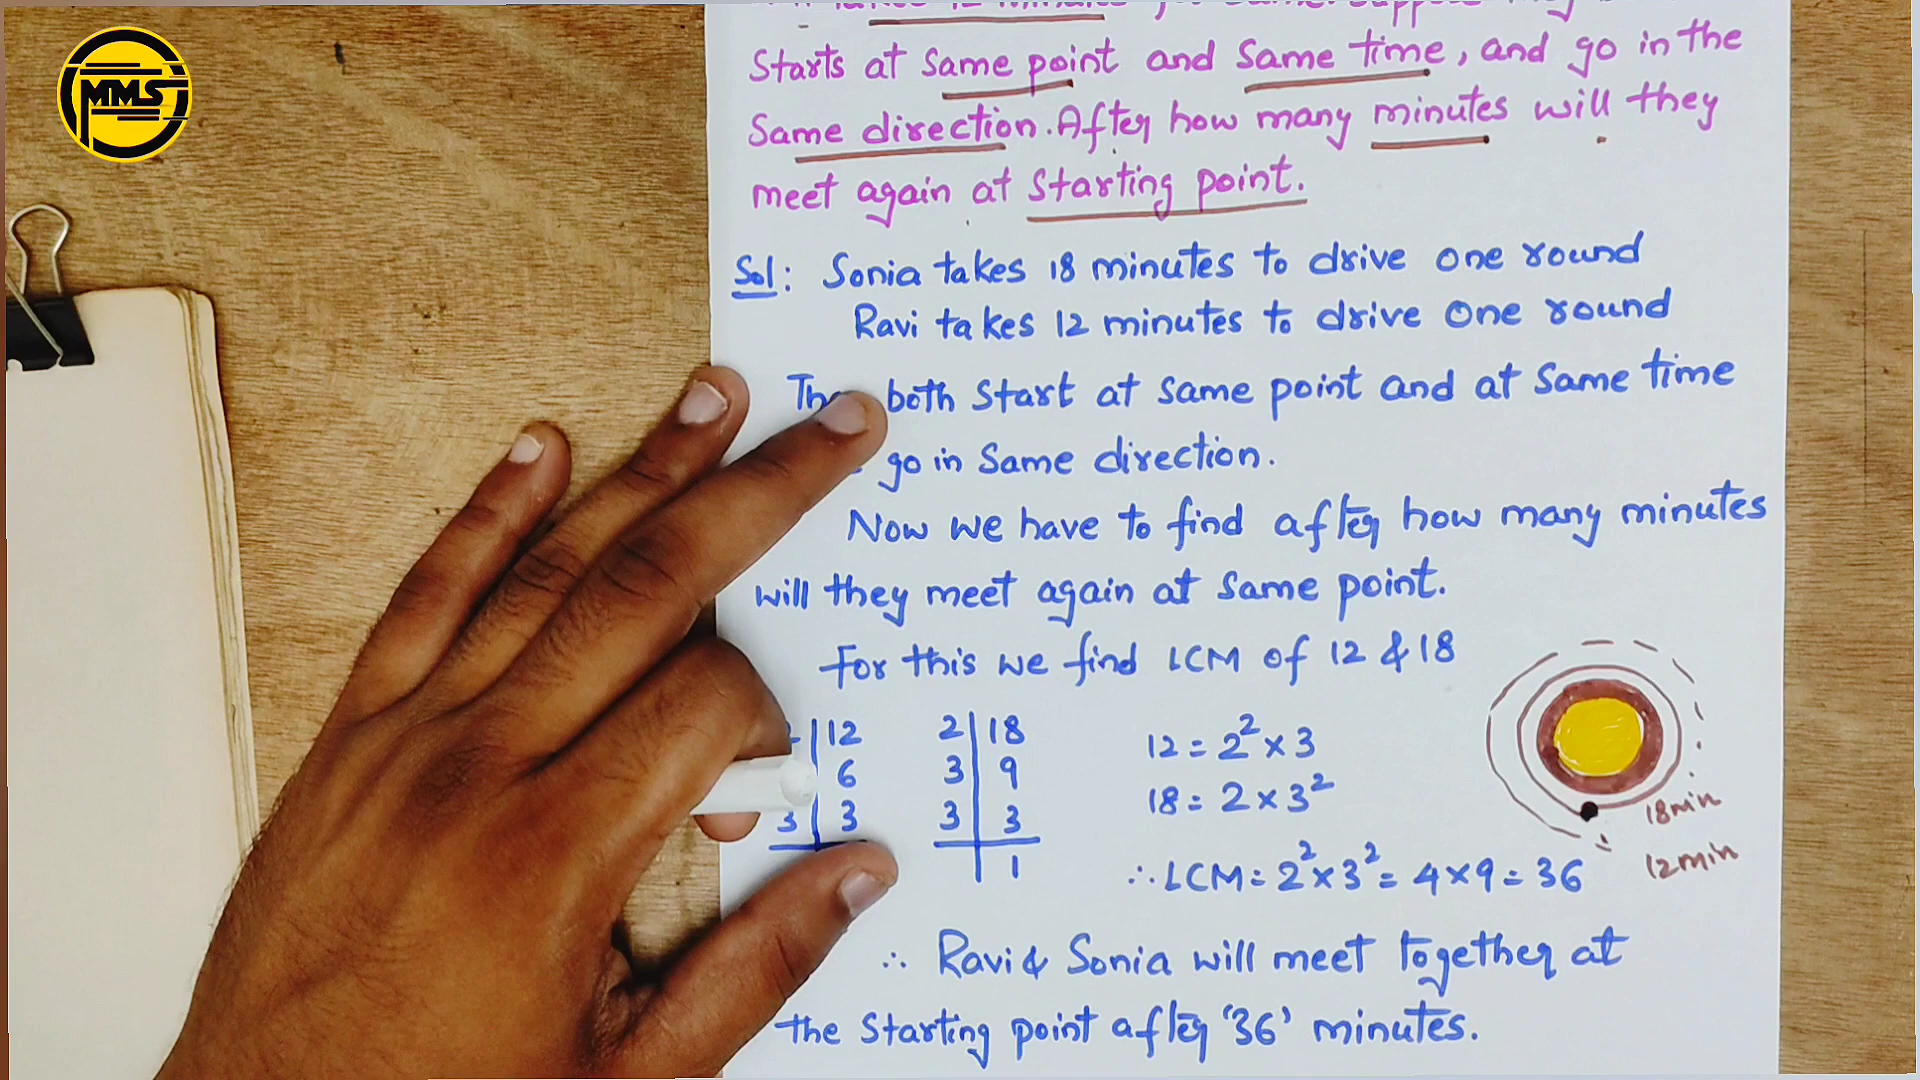 MMS
takes 12 minutes
Starts at Same point and Same time, and go in the
Same direction. After how many minutes will they
meet again at Starting point.
Sol: Sonia takes 18 minutes to drive one round
Ravi takes 12 minutes to drive one round
both Start at Same point and at Same time
go in Same direction.
Now we have to find after how many minutes
will they meet again at Same point.
For this we find LCM of 12 & 18
12 2 18 12 = 2² × 3
6 3 9 18 = 2 × 3²
3 3 3 3 18min
1 ∴ LCM = 2² × 3² = 4 × 9 = 36 12min
∴ Ravi & Sonia will meet together at
the Starting point after '36' minutes.